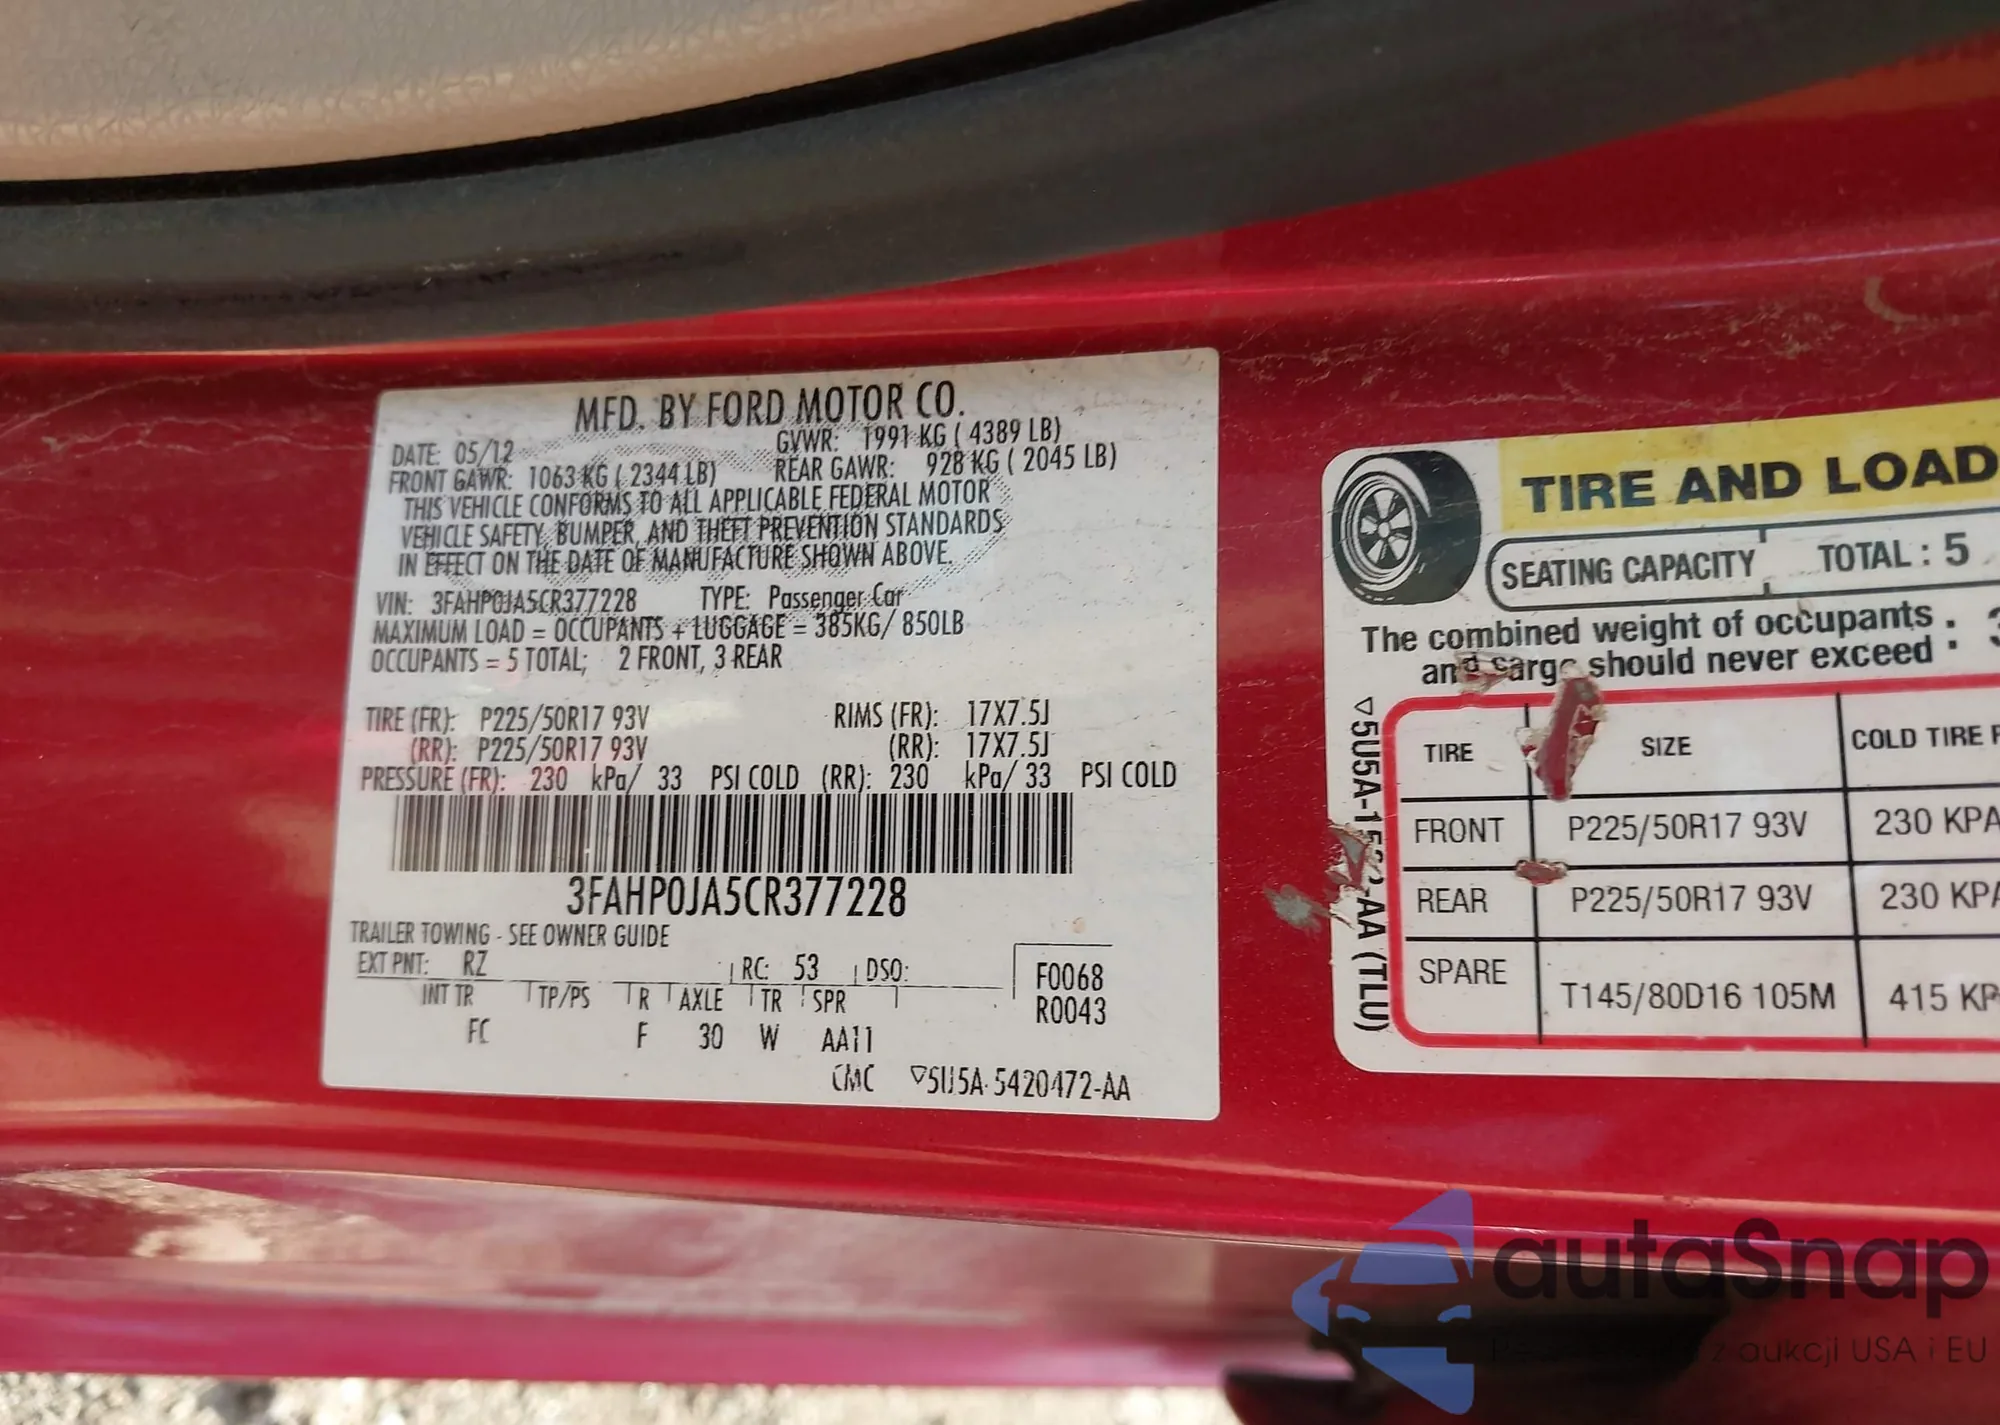 MFD. BY FORD MOTOR CO.
DATE: 05/12 GVWR: 1991 KG ( 4389 LB)
FRONT GAWR: 1063 KG ( 2344 LB) REAR GAWR: 928 KG ( 2045 LB)
THIS VEHICLE CONFORMS TO ALL APPLICABLE FEDERAL MOTOR
VEHICLE SAFETY, BUMPER, AND THEFT PREVENTION STANDARDS
IN EFFECT ON THE DATE OF MANUFACTURE SHOWN ABOVE.
VIN: 3FAHP0JA5CR377228 TYPE: Passenger Car
MAXIMUM LOAD = OCCUPANTS + LUGGAGE = 385KG/ 850LB
OCCUPANTS = 5 TOTAL; 2 FRONT, 3 REAR
TIRE (FR): P225/50R17 93V RIMS (FR): 17X7.5J
(RR): P225/50R17 93V (RR): 17X7.5J
PRESSURE (FR): 230 kPa/ 33 PSI COLD (RR): 230 kPa/ 33 PSI COLD
3FAHP0JA5CR377228
TRAILER TOWING - SEE OWNER GUIDE
EXT PNT: RZ RC: 53 DSO:
INT TR TP/PS R AXLE TR SPR
FC F 30 W AA11
F0068
R0043
CMC ▽5U5A-5420472-AA
TIRE AND LOAD
SEATING CAPACITY TOTAL : 5
The combined weight of occupants :
and cargo should never exceed :
TIRE SIZE COLD TIRE
FRONT P225/50R17 93V 230 KPA
REAR P225/50R17 93V 230 KPA
SPARE T145/80D16 105M 415 KP
-AA (TLU)
autaSnap
z aukcji USA i EU